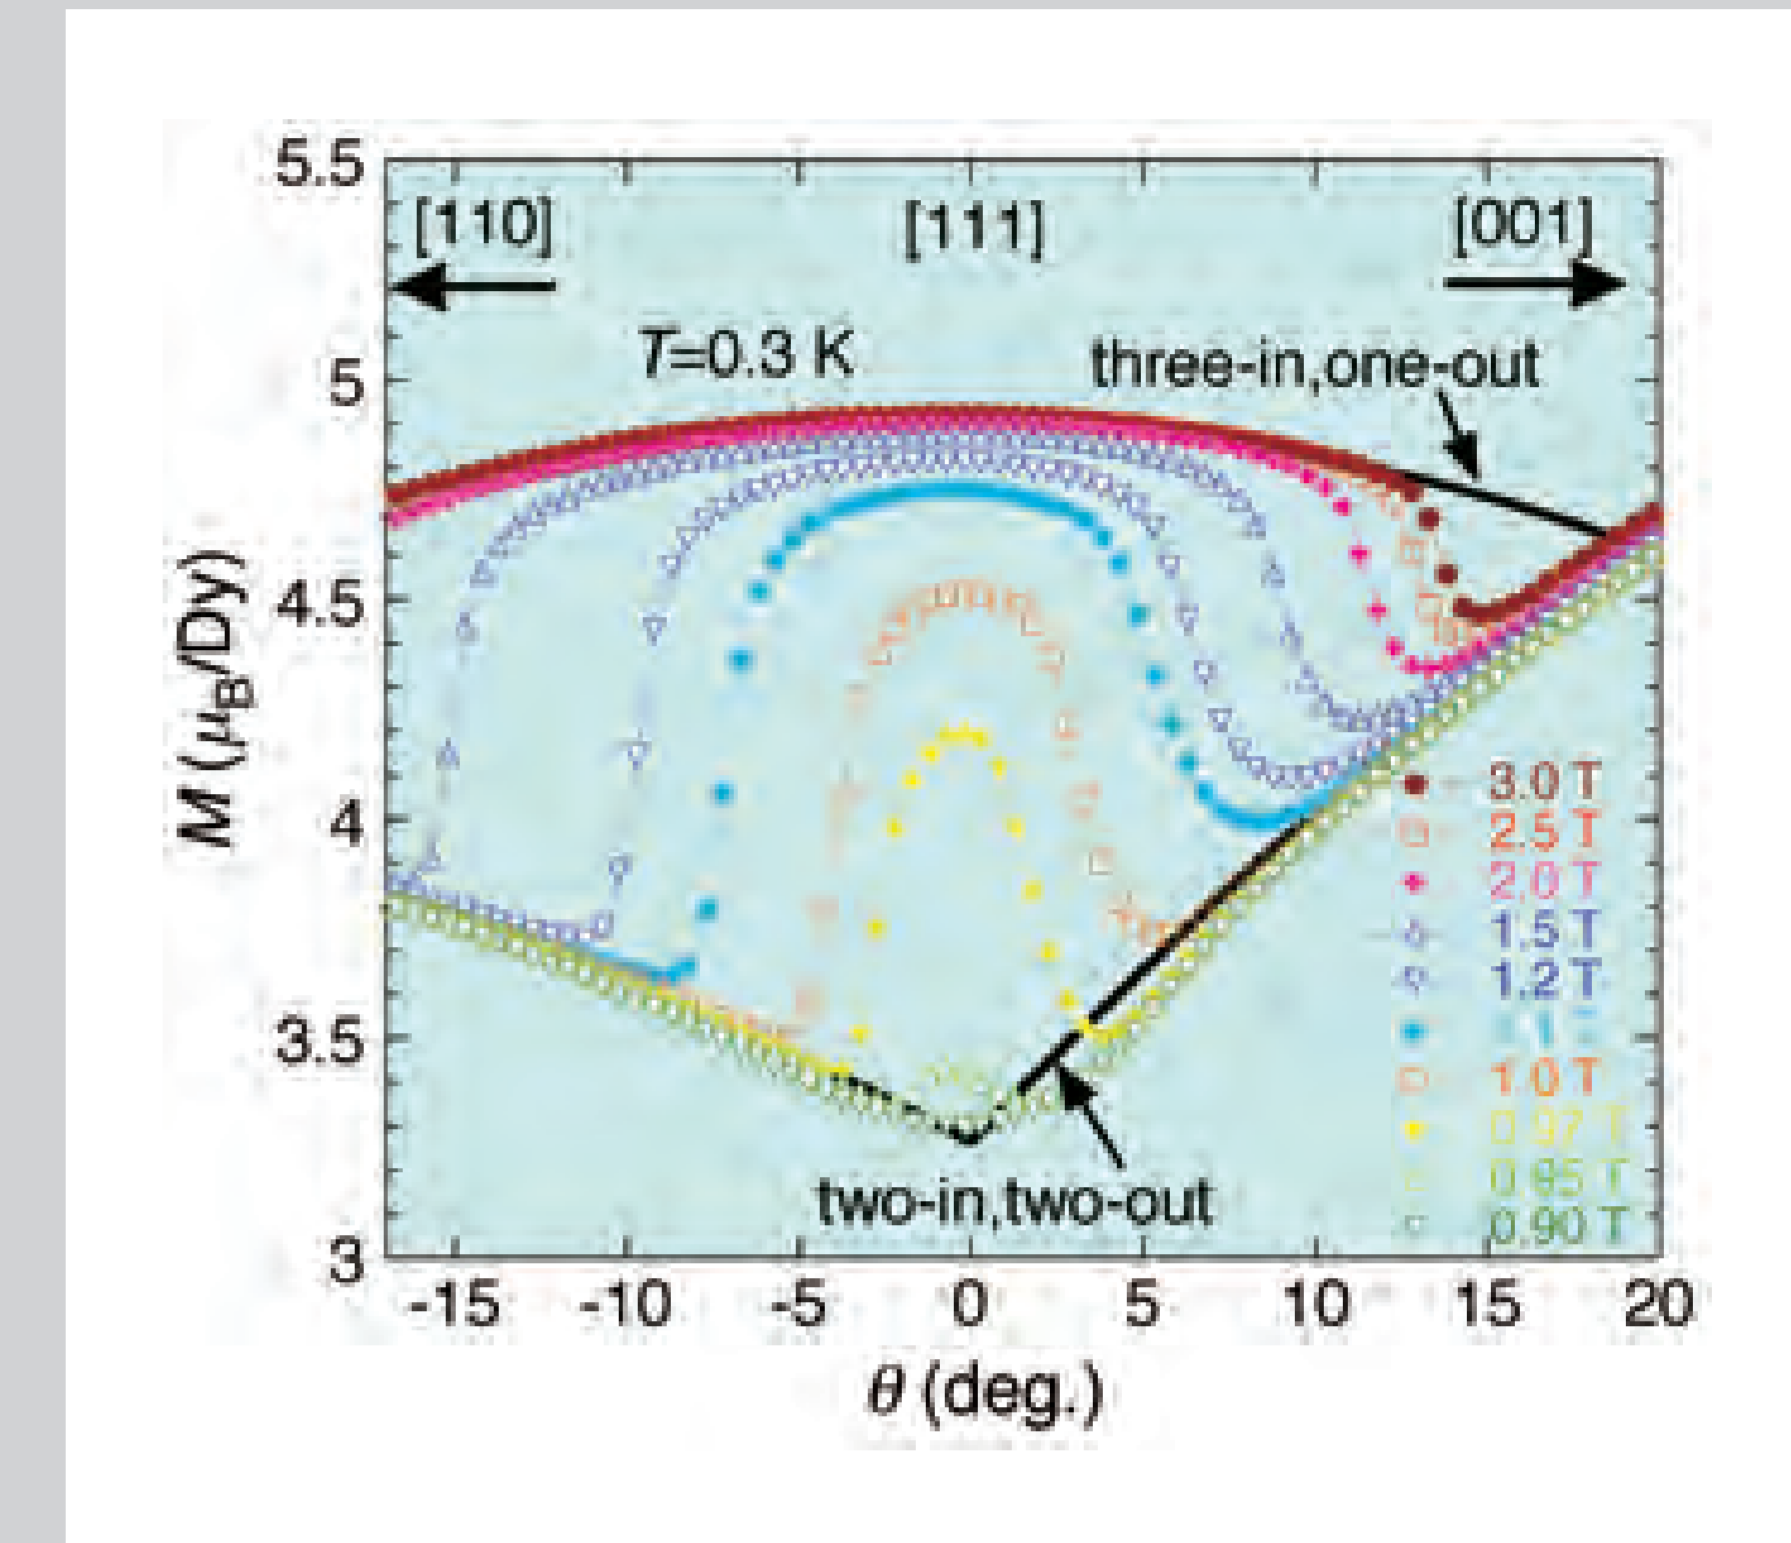 5.5
[110] [111] [001]
T=0.3 K
three-in,one-out
5
4.5
4
3.5
3
M (μB/Dy)
3.0 T
2.5 T
2.0 T
1.5 T
1.2 T
1.0 T
0.97 T
0.90 T
two-in,two-out
-15 -10 -5 0 5 10 15 20
θ (deg.)